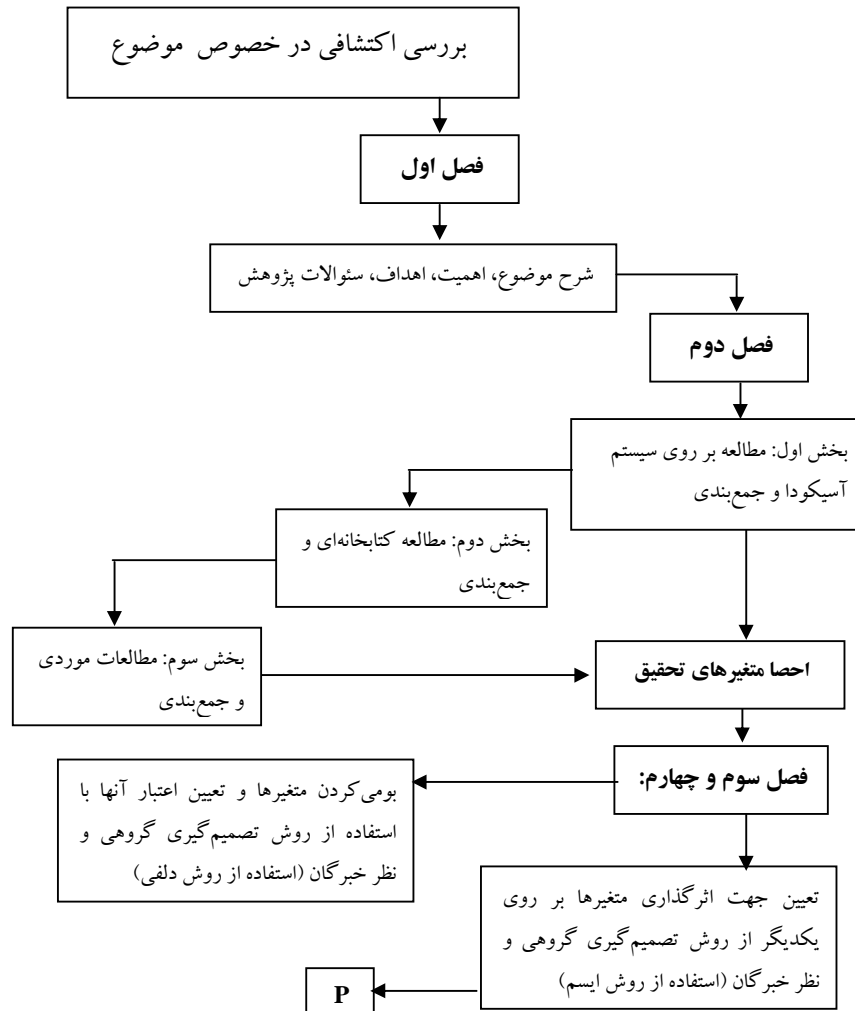 بررسی اکتشافی در خصوص موضوع
فصل اول
شرح موضوع، اهمیت، اهداف، سئوالات پژوهش
فصل دوم
بخش اول: مطالعه بر روی سیستم
آسیکودا و جمع‌بندی
بخش دوم: مطالعه کتابخانه‌ای و
جمع‌بندی
بخش سوم: مطالعات موردی
و جمع‌بندی
احصا متغیرهای تحقیق
فصل سوم و چهارم:
بومی‌کردن متغیرها و تعیین اعتبار آنها با
استفاده از روش تصمیم‌گیری گروهی و
نظر خبرگان (استفاده از روش دلفی)
تعیین جهت اثرگذاری متغیرها بر روی
یکدیگر از روش تصمیم‌گیری گروهی و
نظر خبرگان (استفاده از روش ایسم)
P